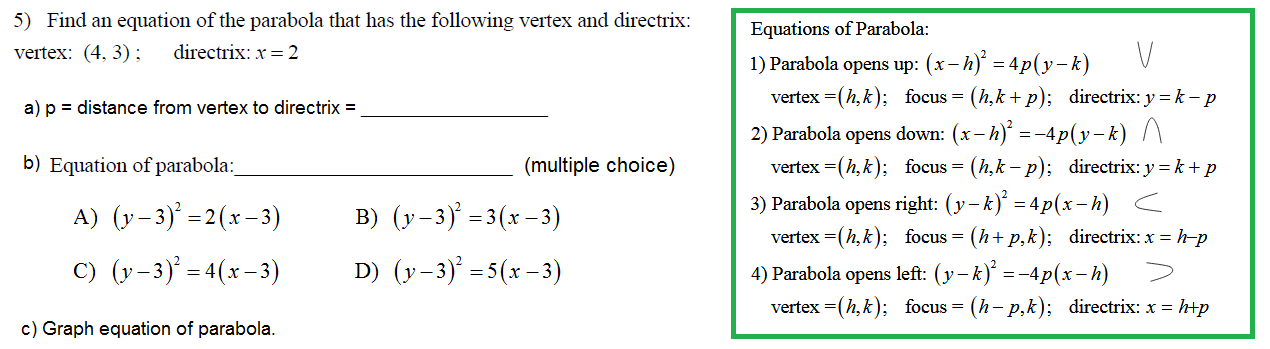 5) Find an equation of the parabola that has the following vertex and directrix:
vertex: (4, 3) ; directrix: x = 2
a) p = distance from vertex to directrix = ____________________
b) Equation of parabola:______________________________ (multiple choice)
A) (y − 3)² = 2(x − 3) B) (y − 3)² = 3(x − 3)
C) (y − 3)² = 4(x − 3) D) (y − 3)² = 5(x − 3)
c) Graph equation of parabola.
Equations of Parabola:
1) Parabola opens up: (x − h)² = 4p(y − k)
vertex =(h,k); focus = (h,k + p); directrix: y = k − p
2) Parabola opens down: (x − h)² = −4p(y − k)
vertex =(h,k); focus = (h,k − p); directrix: y = k + p
3) Parabola opens right: (y − k)² = 4p(x − h)
vertex =(h,k); focus = (h + p,k); directrix: x = h−p
4) Parabola opens left: (y − k)² = −4p(x − h)
vertex =(h,k); focus = (h − p,k); directrix: x = h+p